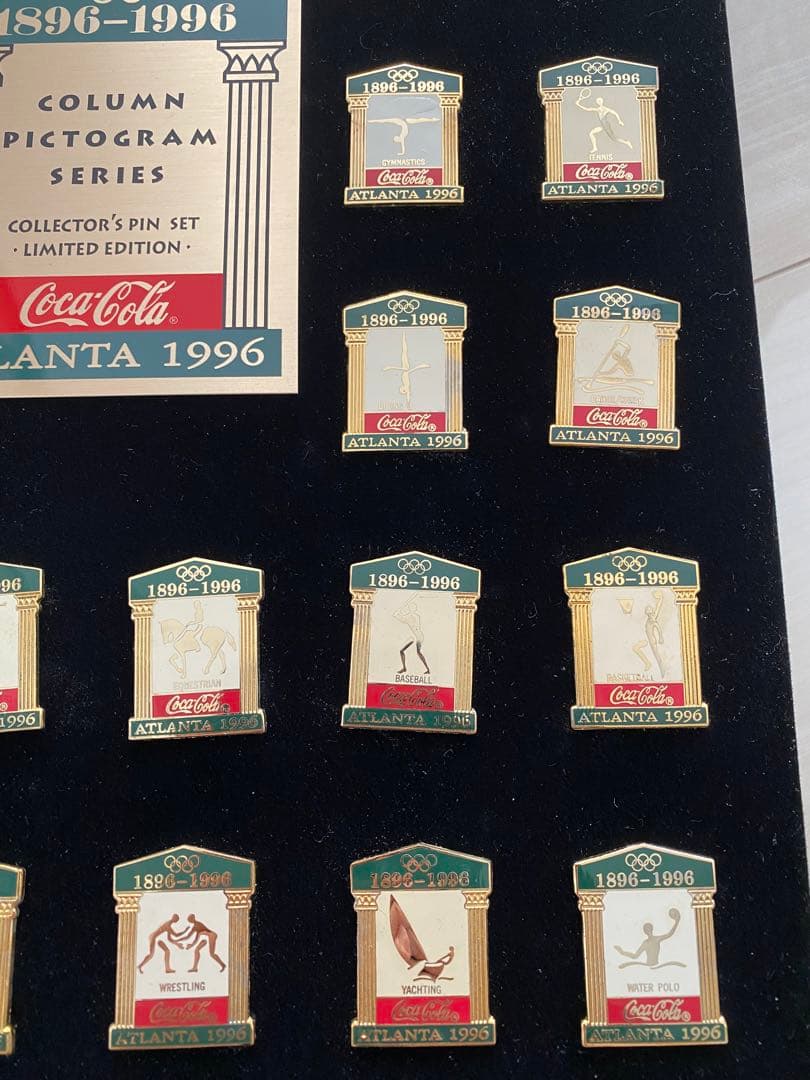 1896–1996
COLUMN
PICTOGRAM
SERIES
COLLECTOR'S PIN SET
· LIMITED EDITION ·
Coca-Cola®
LANTA 1996
1896–1996
GYMNASTICS
Coca-Cola®
ATLANTA 1996
1896–1996
TENNIS
Coca-Cola®
ATLANTA 1996
1896–1996
DIVING
Coca-Cola®
ATLANTA 1996
1896–1996
Coca-Cola®
ATLANTA 1996
96
®
1996
1896–1996
EQUESTRIAN
Coca-Cola®
ATLANTA 1996
1896–1996
BASEBALL
Coca-Cola®
ATLANTA 1996
1896–1996
BASKETBALL
Coca-Cola®
ATLANTA 1996
1896–1996
WRESTLING
Coca-Cola®
ATLANTA 1996
1896–1996
YACHTING
Coca-Cola®
ATLANTA 1996
1896–1996
WATER POLO
Coca-Cola®
ATLANTA 1996